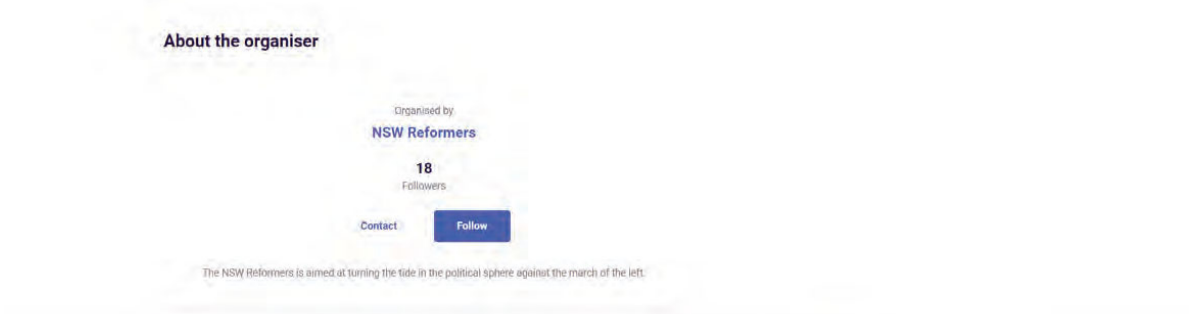 About the organiser
Organised by
NSW Reformers
18
Followers
Contact
Follow
The NSW Reformers is aimed at turning the tide in the political sphere against the march of the left.